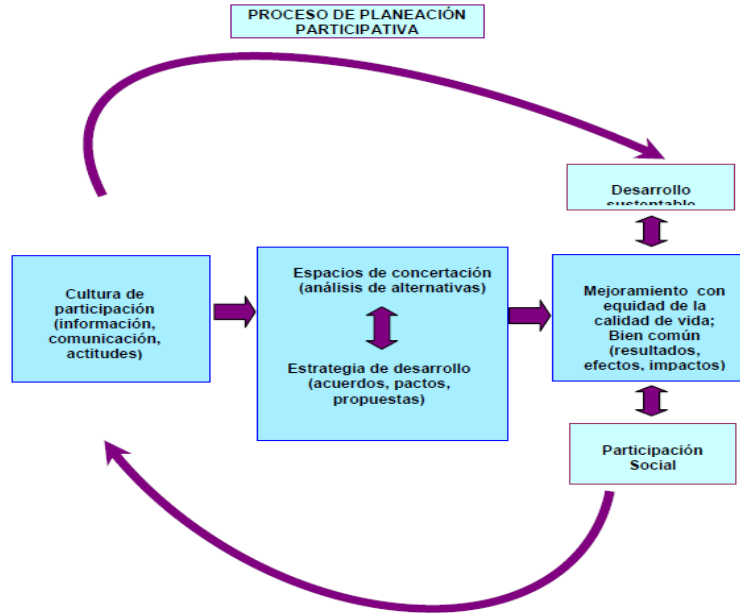 PROCESO DE PLANEACIÓN
PARTICIPATIVA
Desarrollo
sustentable
Cultura de
participación
(información,
comunicación,
actitudes)
Espacios de concertación
(análisis de alternativas)
Estrategia de desarrollo
(acuerdos, pactos,
propuestas)
Mejoramiento con
equidad de la
calidad de vida;
Bien común
(resultados,
efectos, impactos)
Participación
Social